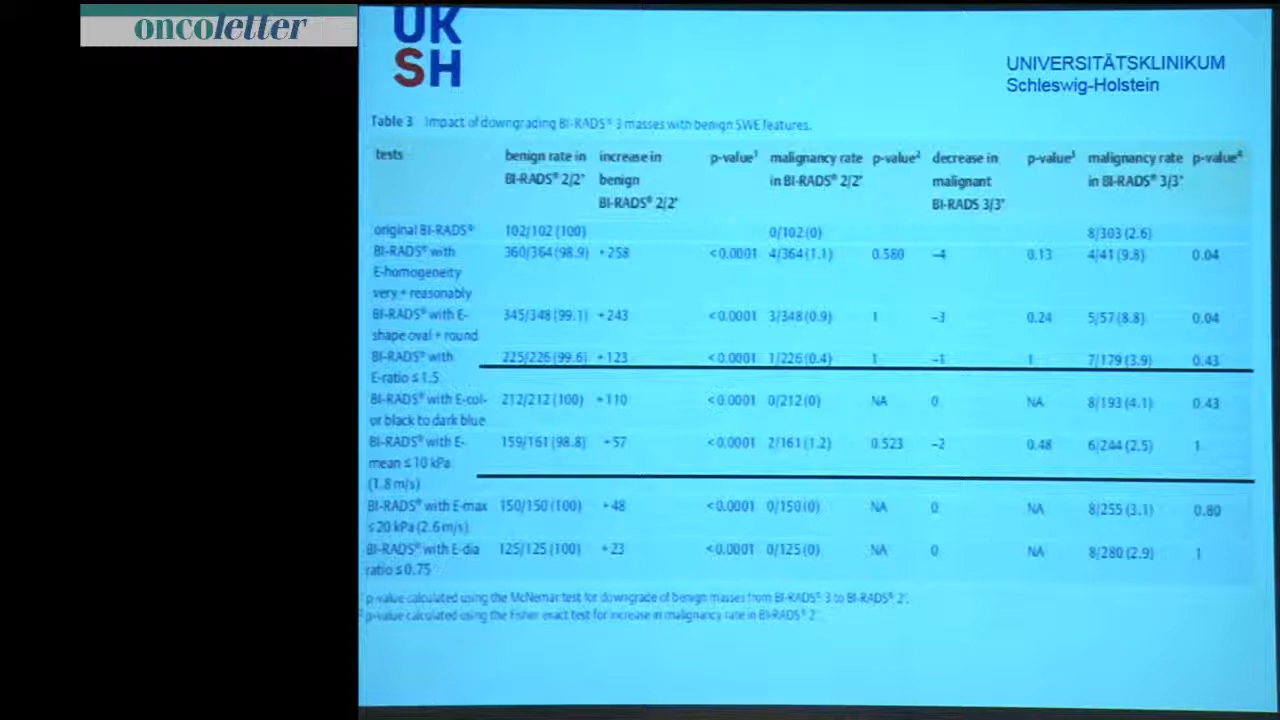 oncoletter
UK
SH
UNIVERSITÄTSKLINIKUM
Schleswig-Holstein
Table 3 Impact of downgrading BI-RADS® 3 masses with benign SWE features.
tests benign rate in increase in p-value¹ malignancy rate p-value² decrease in p-value³ malignancy rate p-value⁴
BI-RADS® 2/2* benign in BI-RADS® 2/2* malignant in BI-RADS® 3/3*
BI-RADS® 2/2* BI-RADS 3/3*
original BI-RADS® 102/102 (100) 0/102 (0) 8/303 (2.6)
BI-RADS® with 360/364 (98.9) +258 <0.0001 4/364 (1.1) 0.580 −4 0.13 4/41 (9.8) 0.04
E-homogeneity
very + reasonably
BI-RADS® with E- 345/348 (99.1) +243 <0.0001 3/348 (0.9) 1 −3 0.24 5/57 (8.8) 0.04
shape oval + round
BI-RADS® with 225/226 (99.6) +123 <0.0001 1/226 (0.4) 1 −1 1 7/179 (3.9) 0.43
E-ratio ≤ 1.5
BI-RADS® with E-col- 212/212 (100) +110 <0.0001 0/212 (0) NA 0 NA 8/193 (4.1) 0.43
or black to dark blue
BI-RADS® with E- 159/161 (98.8) +57 <0.0001 2/161 (1.2) 0.523 −2 0.48 6/244 (2.5) 1
mean ≤ 10 kPa
(1.8 m/s)
BI-RADS® with E-max 150/150 (100) +48 <0.0001 0/150 (0) NA 0 NA 8/255 (3.1) 0.80
≤ 20 kPa (2.6 m/s)
BI-RADS® with E-dia 125/125 (100) +23 <0.0001 0/125 (0) NA 0 NA 8/280 (2.9) 1
ratio ≤ 0.75
p-value calculated using the McNemar test for downgrade of benign masses from BI-RADS® 3 to BI-RADS® 2*.
² p-value calculated using the Fisher exact test for increase in malignancy rate in BI-RADS® 2*.